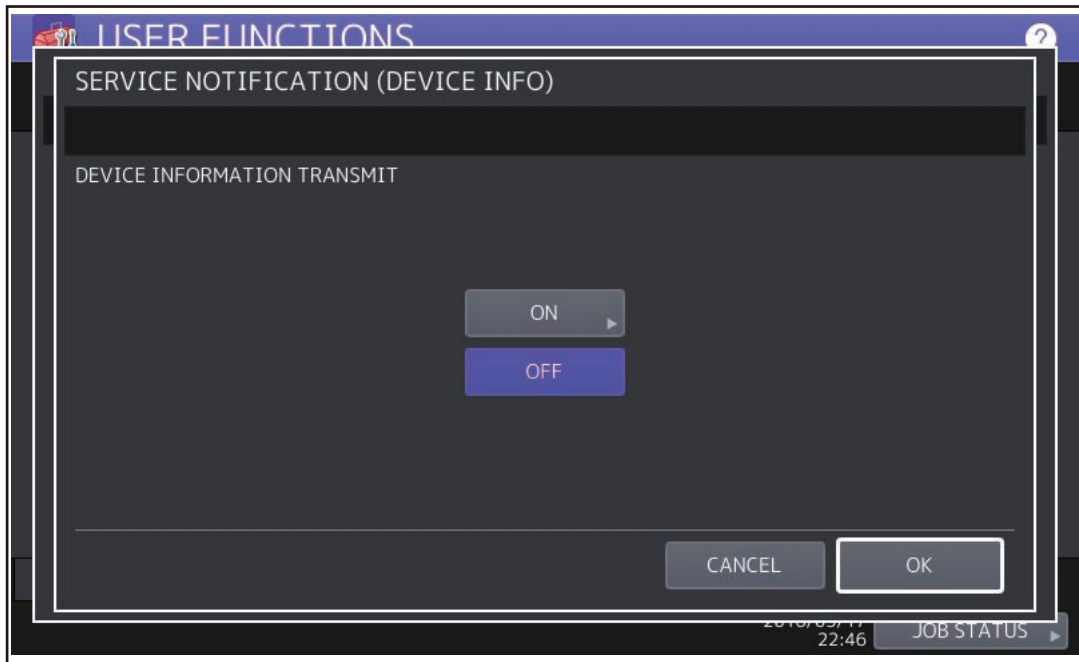 USER FUNCTIONS
?
SERVICE NOTIFICATION (DEVICE INFO)
DEVICE INFORMATION TRANSMIT
ON
OFF
CANCEL
OK
22:46
JOB STATUS